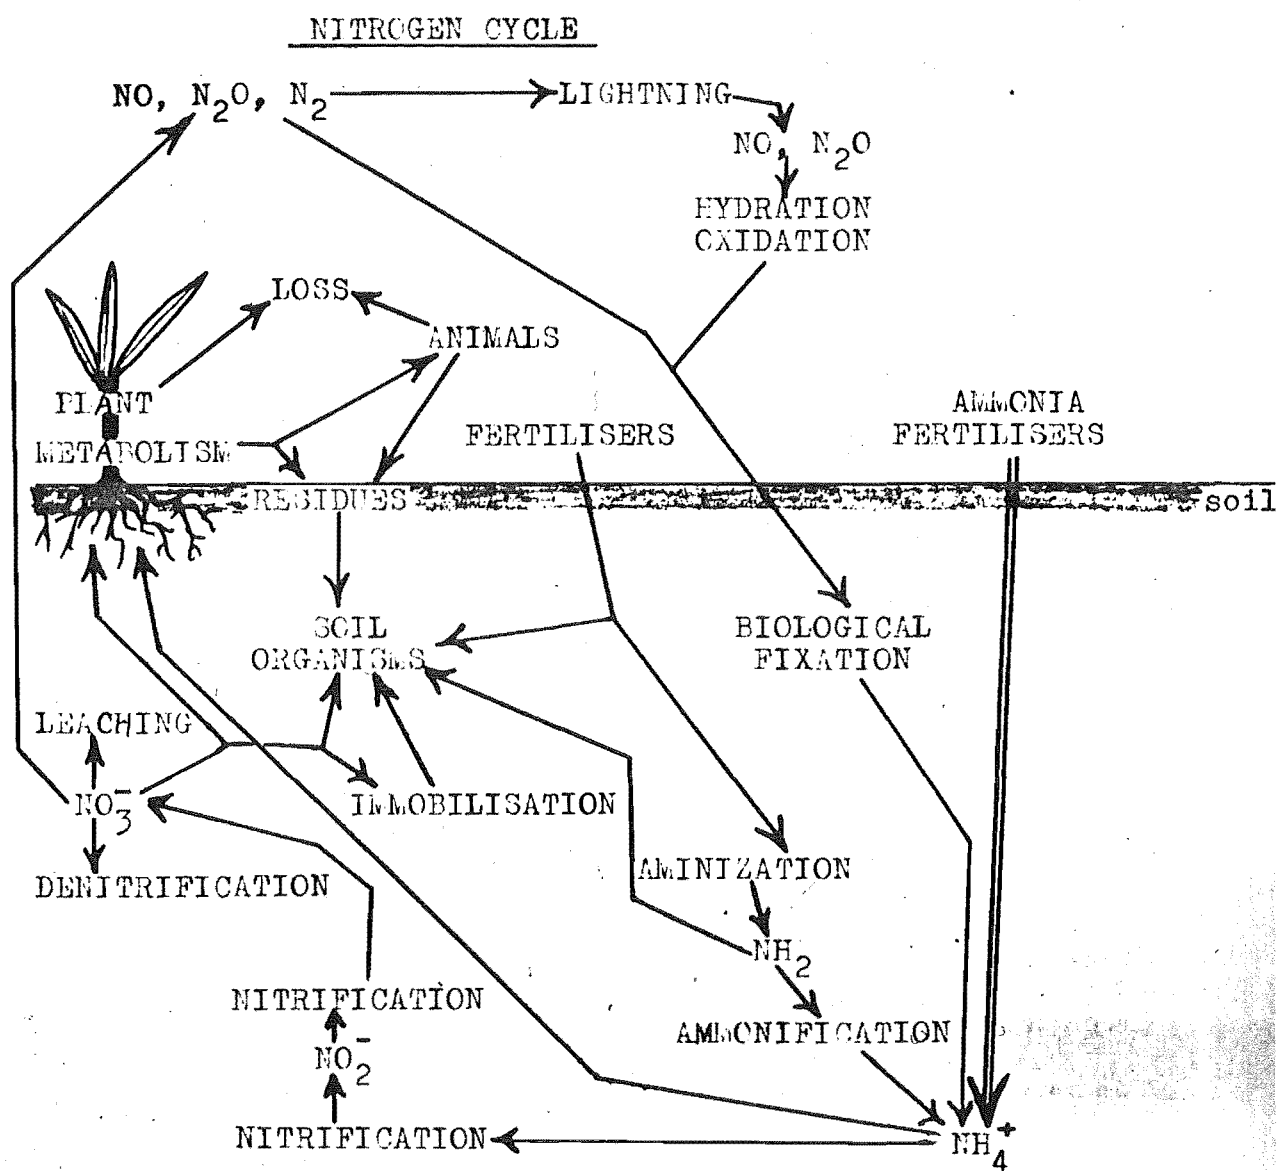 NITROGEN CYCLE
NO, N₂O, N₂
LIGHTNING
NO, N₂O
HYDRATION
OXIDATION
LOSS
ANIMALS
PLANT
METABOLISM
FERTILISERS
AMMONIA
FERTILISERS
RESIDUES
soil
SOIL
ORGANISMS
BIOLOGICAL
FIXATION
LEACHING
NO₃⁻
IMMOBILISATION
DENITRIFICATION
AMINIZATION
NH₂
NITRIFICATION
AMMONIFICATION
NO₂⁻
NITRIFICATION
NH₄⁺